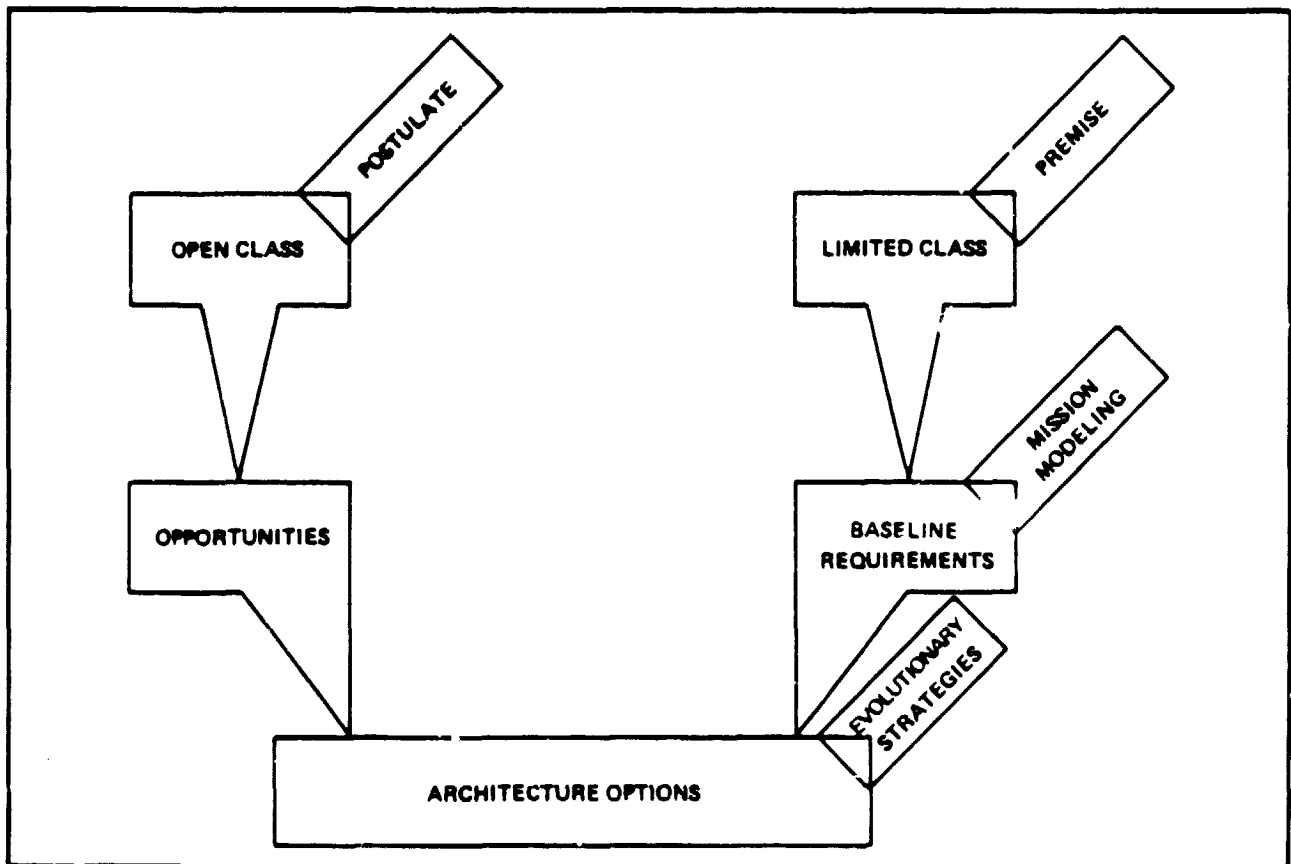 POSTULATE
PREMISE
OPEN CLASS
LIMITED CLASS
MISSION
MODELING
OPPORTUNITIES
BASELINE
REQUIREMENTS
EVOLUTIONARY
STRATEGIES
ARCHITECTURE OPTIONS